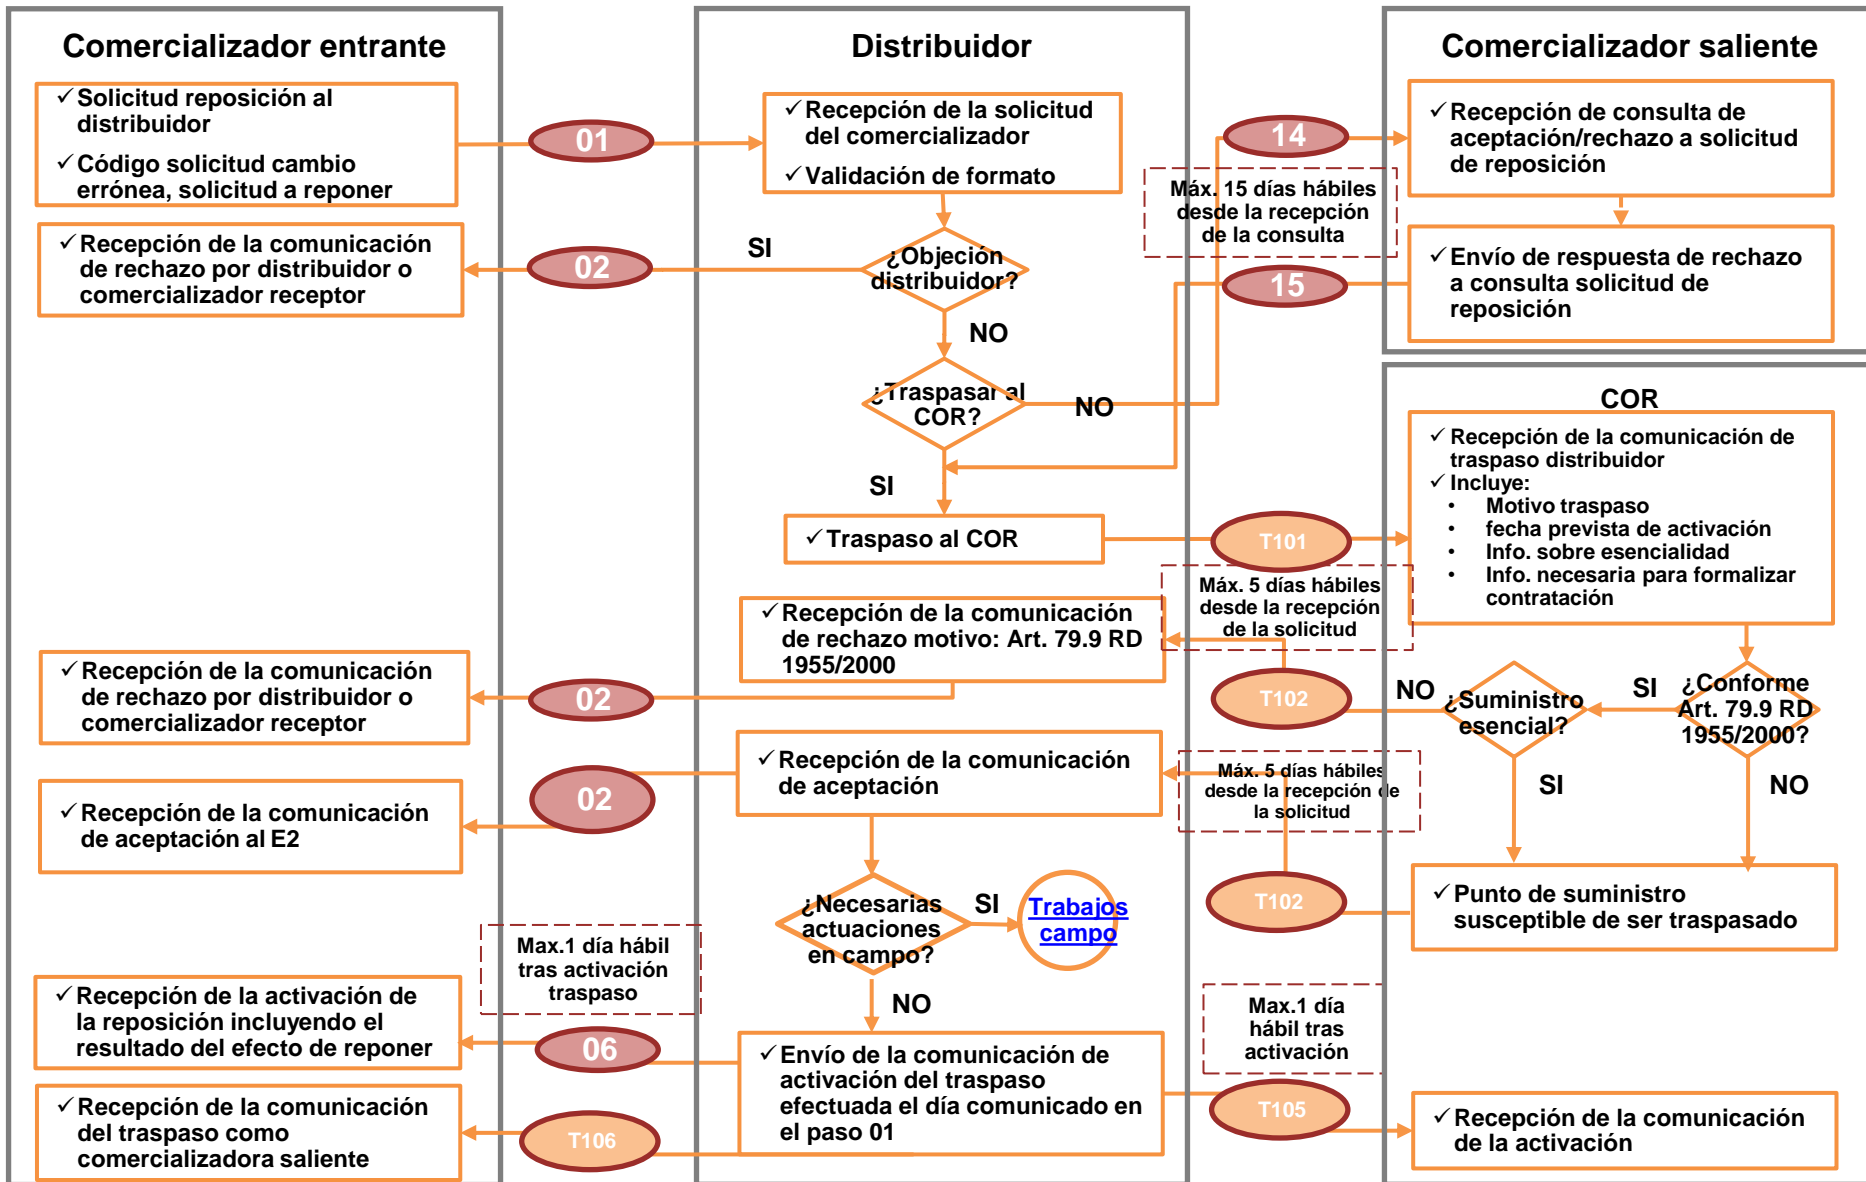 Comercializador entrante
✓ Solicitud reposición al
distribuidor
✓ Código solicitud cambio
errónea, solicitud a reponer
✓ Recepción de la comunicación
de rechazo por distribuidor o
comercializador receptor
✓ Recepción de la comunicación
de rechazo por distribuidor o
comercializador receptor
✓ Recepción de la comunicación
de aceptación al E2
✓ Recepción de la activación de
la reposición incluyendo el
resultado del efecto de reponer
✓ Recepción de la comunicación
del traspaso como
comercializadora saliente
01
02
02
02
Max.1 día hábil
tras activación
traspaso
06
T106
Distribuidor
✓ Recepción de la solicitud
del comercializador
✓ Validación de formato
SI
¿Objeción
distribuidor?
NO
¿Traspasar al
COR?
NO
SI
✓ Traspaso al COR
✓ Recepción de la comunicación
de rechazo motivo: Art. 79.9 RD
1955/2000
✓ Recepción de la comunicación
de aceptación
¿Necesarias
actuaciones
en campo?
SI
Trabajos
campo
NO
✓ Envío de la comunicación de
activación del traspaso
efectuada el día comunicado en
el paso 01
14
Máx. 15 días hábiles
desde la recepción
de la consulta
15
T101
Máx. 5 días hábiles
desde la recepción
de la solicitud
T102
Máx. 5 días hábiles
desde la recepción de
la solicitud
T102
Max.1 día
hábil tras
activación
T105
Comercializador saliente
✓ Recepción de consulta de
aceptación/rechazo a solicitud
de reposición
✓ Envío de respuesta de rechazo
a consulta solicitud de
reposición
COR
✓ Recepción de la comunicación de
traspaso distribuidor
✓ Incluye:
• Motivo traspaso
• fecha prevista de activación
• Info. sobre esencialidad
• Info. necesaria para formalizar
contratación
NO
¿Suministro
esencial?
SI
¿Conforme
Art. 79.9 RD
1955/2000?
SI
NO
✓ Punto de suministro
susceptible de ser traspasado
✓ Recepción de la comunicación
de la activación